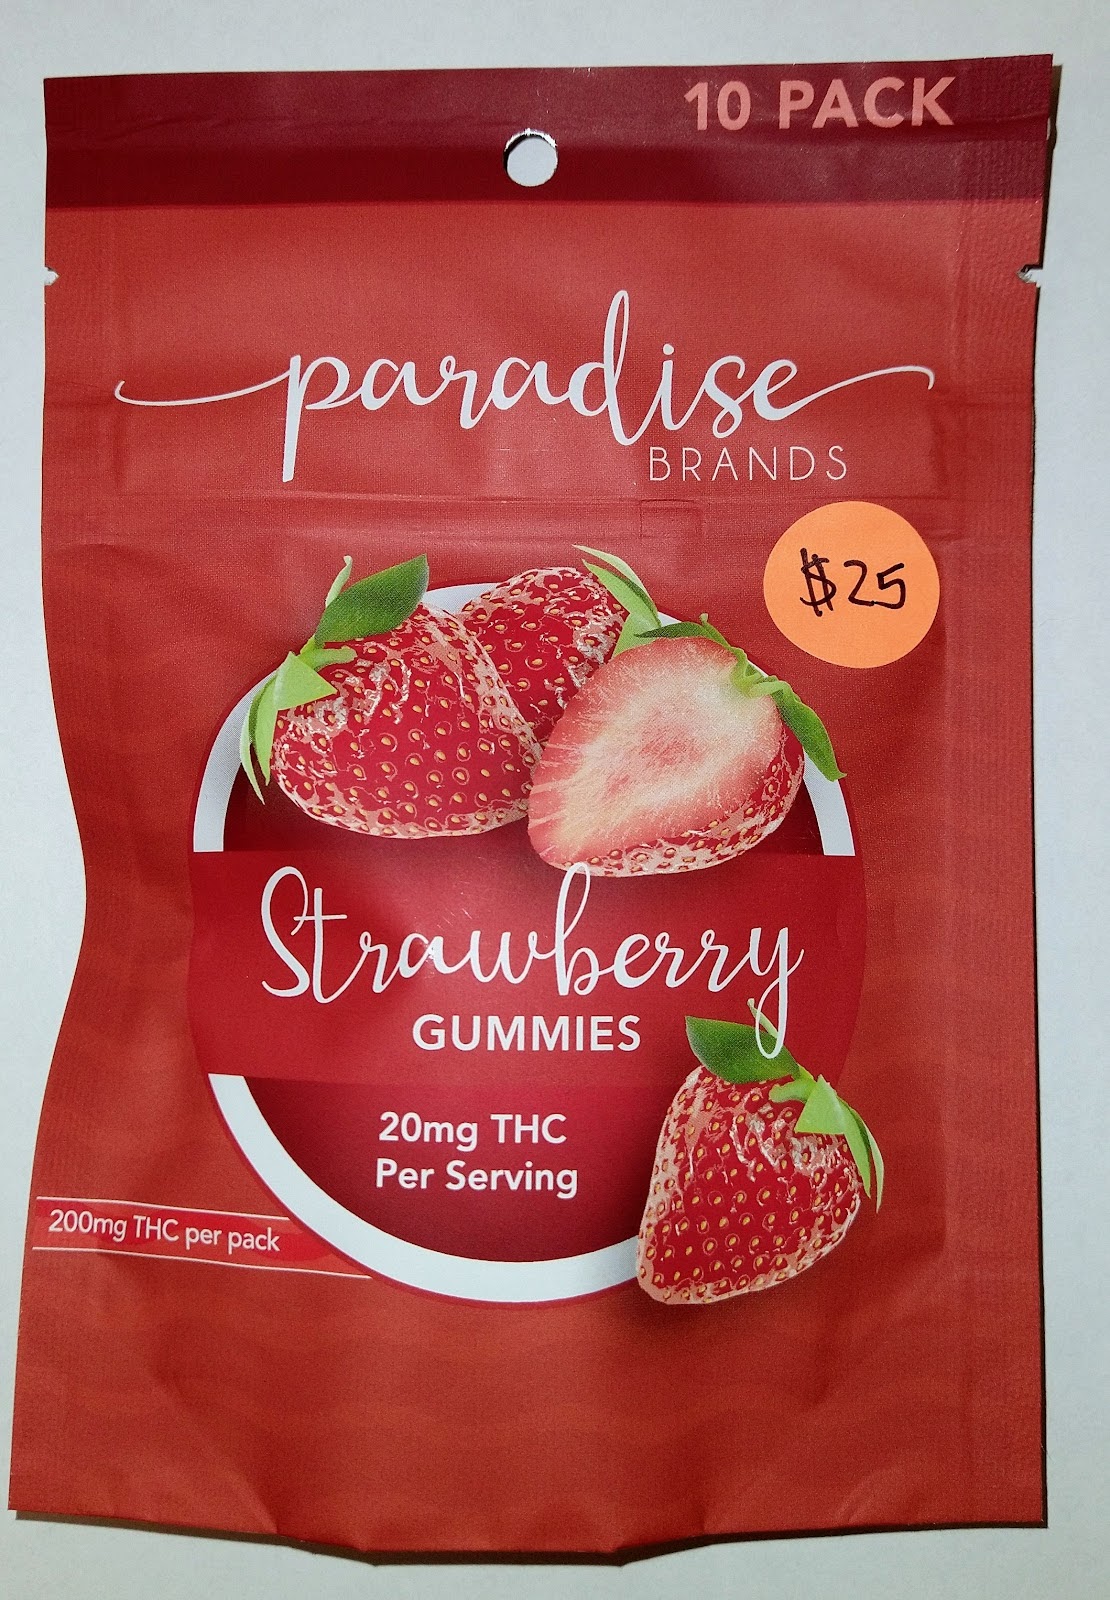 10 PACK
paradise
BRANDS
$25
Strawberry
GUMMIES
20mg THC
Per Serving
200mg THC per pack